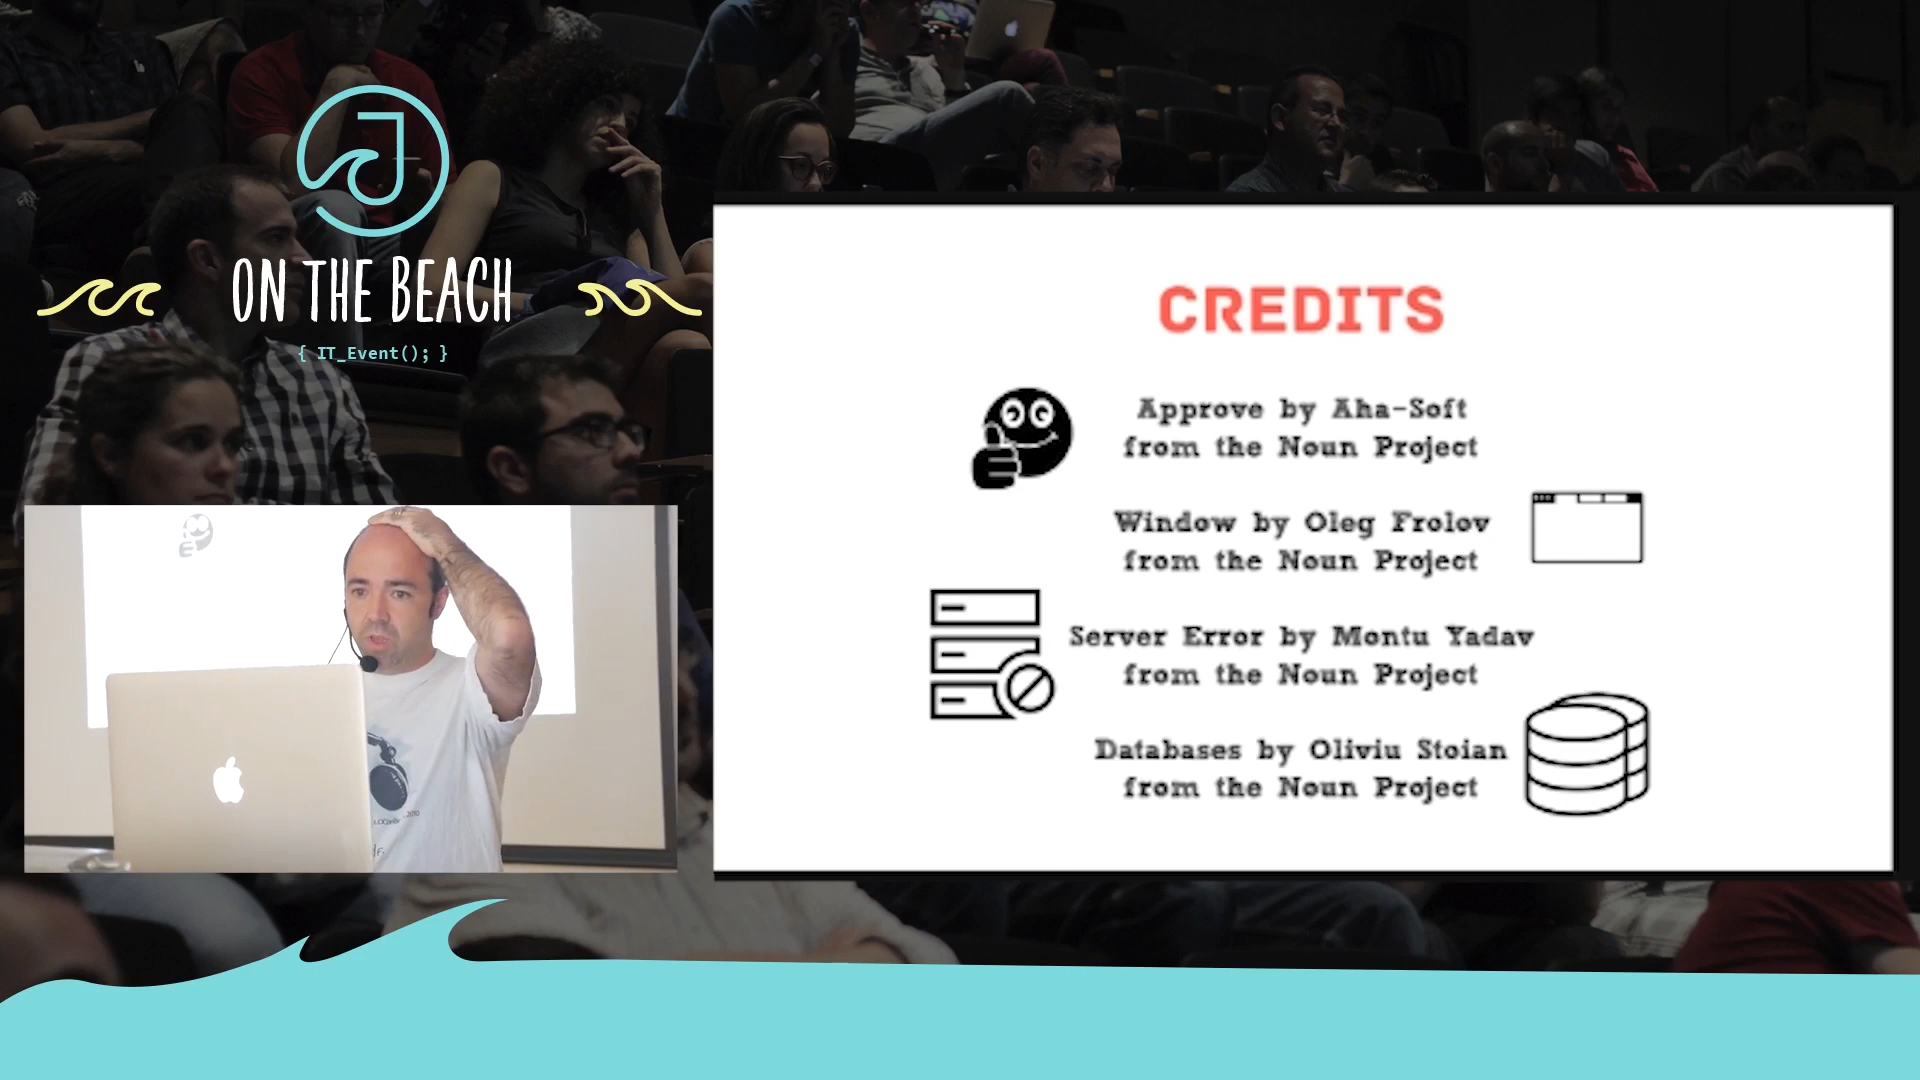 J
ON THE BEACH
{ IT_Event(); }
CREDITS
Approve by Aha-Soft
from the Noun Project
Window by Oleg Frolov
from the Noun Project
Server Error by Montu Yadav
from the Noun Project
Databases by Oliviu Stoian
from the Noun Project